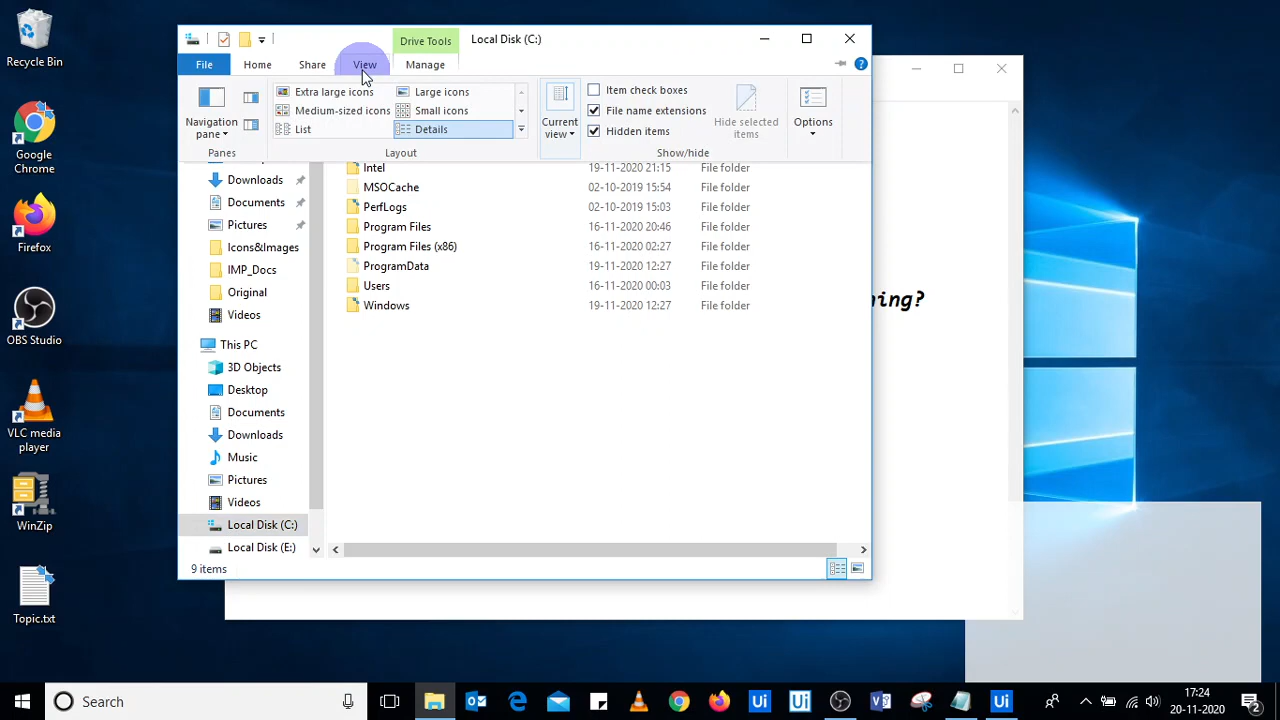 Recycle Bin
Google
Chrome
Firefox
OBS Studio
VLC media
player
WinZip
Topic.txt
Drive Tools
Local Disk (C:)
File
Home
Share
View
Manage
Navigation
pane
Panes
Extra large icons
Large icons
Medium-sized icons
Small icons
List
Details
Layout
Current
view
Item check boxes
File name extensions
Hidden items
Hide selected
items
Show/hide
Options
Downloads
Documents
Pictures
Icons&Images
IMP_Docs
Original
Videos
This PC
3D Objects
Desktop
Documents
Downloads
Music
Pictures
Videos
Local Disk (C:)
Local Disk (E:)
Intel 19-11-2020 21:15 File folder
MSOCache 02-10-2019 15:54 File folder
PerfLogs 02-10-2019 15:03 File folder
Program Files 16-11-2020 20:46 File folder
Program Files (x86) 16-11-2020 02:27 File folder
ProgramData 19-11-2020 12:27 File folder
Users 16-11-2020 00:03 File folder
Windows 19-11-2020 12:27 File folder
9 items
ning?
Search
17:24
20-11-2020
2